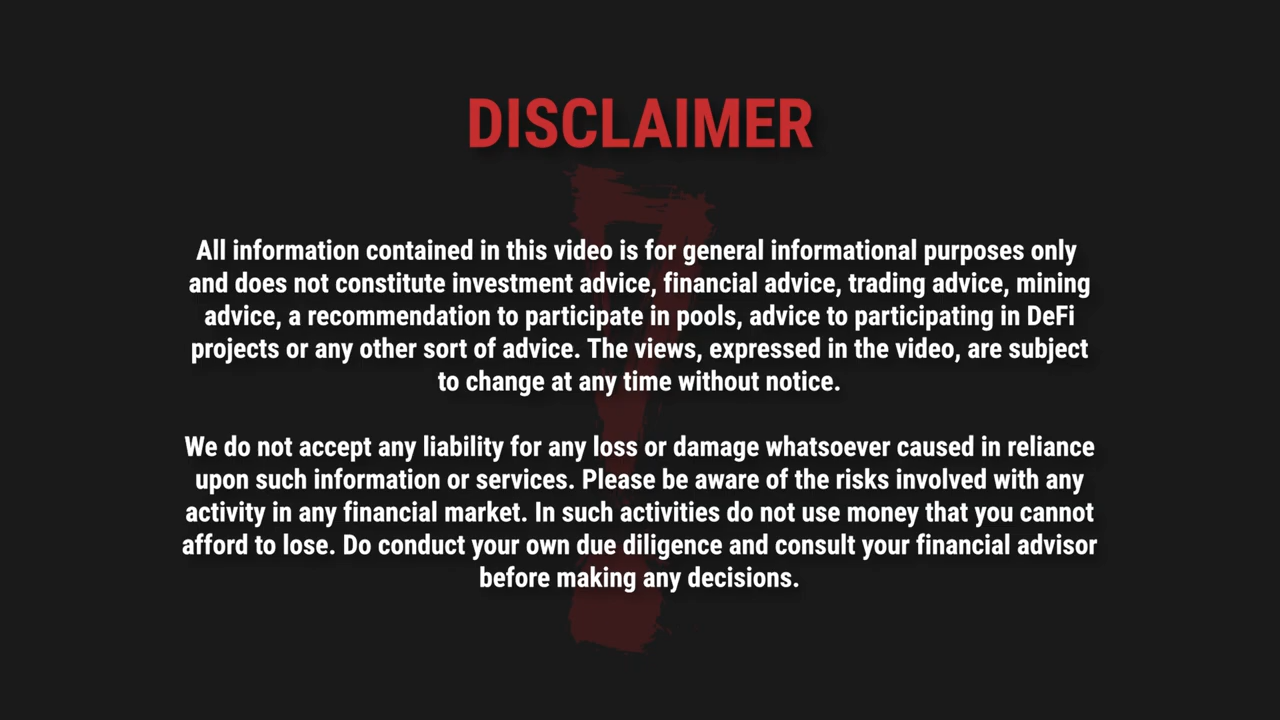 DISCLAIMER
All information contained in this video is for general informational purposes only
and does not constitute investment advice, financial advice, trading advice, mining
advice, a recommendation to participate in pools, advice to participating in DeFi
projects or any other sort of advice. The views, expressed in the video, are subject
to change at any time without notice.
We do not accept any liability for any loss or damage whatsoever caused in reliance
upon such information or services. Please be aware of the risks involved with any
activity in any financial market. In such activities do not use money that you cannot
afford to lose. Do conduct your own due diligence and consult your financial advisor
before making any decisions.